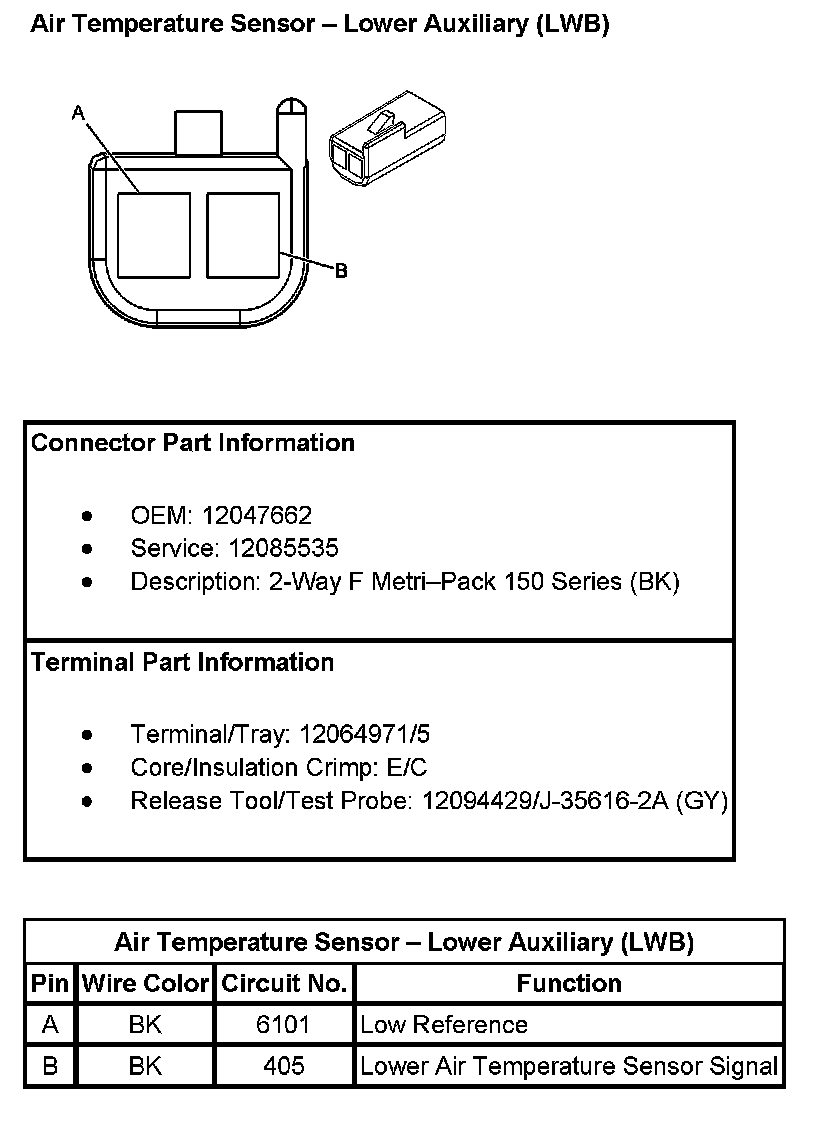 Air Temperature Sensor – Lower Auxiliary (LWB)
A
B
Connector Part Information
• OEM: 12047662
• Service: 12085535
• Description: 2-Way F Metri–Pack 150 Series (BK)
Terminal Part Information
• Terminal/Tray: 12064971/5
• Core/Insulation Crimp: E/C
• Release Tool/Test Probe: 12094429/J-35616-2A (GY)
Air Temperature Sensor – Lower Auxiliary (LWB)
Pin Wire Color Circuit No. Function
A BK 6101 Low Reference
B BK 405 Lower Air Temperature Sensor Signal